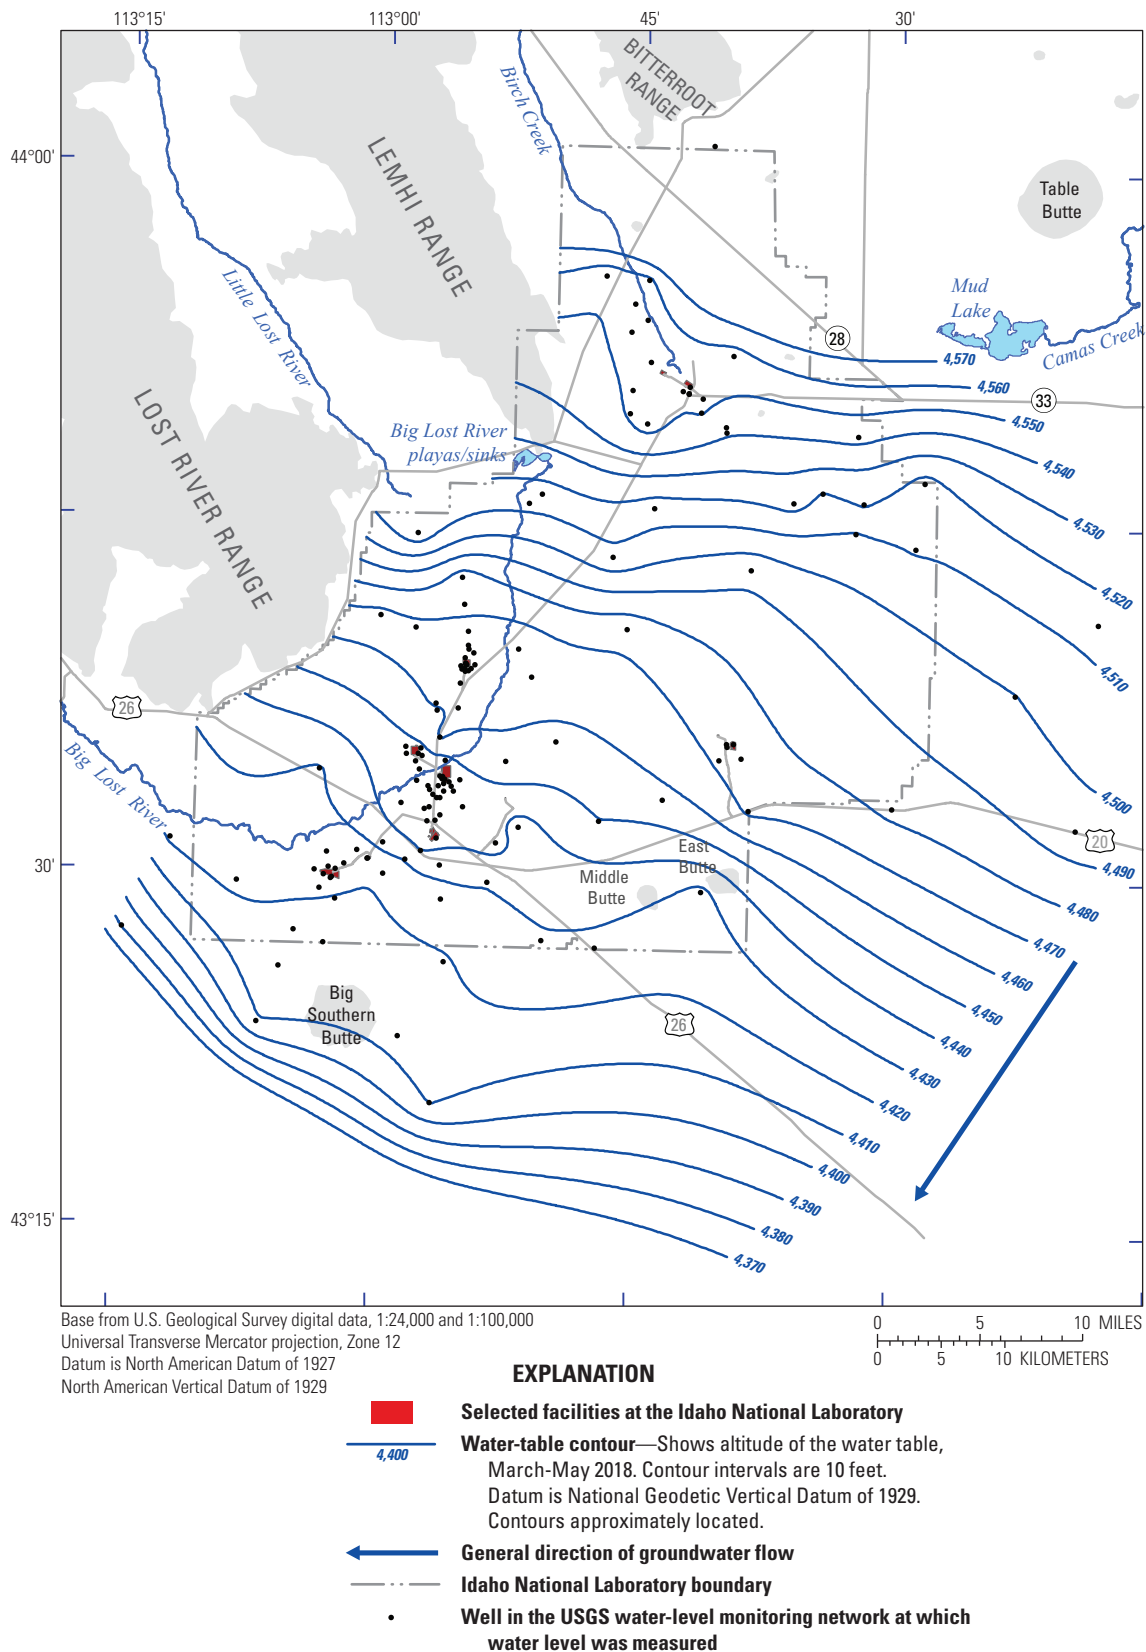 113°15'
113°00'
45'
30'
BITTERROOT
RANGE
Birch Creek
44°00'
LEMHI RANGE
Table
Butte
Little Lost River
Mud
Lake
Camas Creek
28
4,570
4,560
33
4,550
LOST RIVER RANGE
Big Lost River
playas/sinks
4,540
4,530
4,520
4,510
26
Big Lost River
4,500
20
30'
East
Butte
4,490
Middle
Butte
4,480
4,470
4,460
Big
Southern
Butte
4,450
26
4,440
4,430
4,420
4,410
4,400
4,390
43°15'
4,380
4,370
Base from U.S. Geological Survey digital data, 1:24,000 and 1:100,000
Universal Transverse Mercator projection, Zone 12
Datum is North American Datum of 1927
North American Vertical Datum of 1929
0 5 10 MILES
0 5 10 KILOMETERS
EXPLANATION
Selected facilities at the Idaho National Laboratory
Water-table contour—Shows altitude of the water table,
4,400
March-May 2018. Contour intervals are 10 feet.
Datum is National Geodetic Vertical Datum of 1929.
Contours approximately located.
General direction of groundwater flow
Idaho National Laboratory boundary
Well in the USGS water-level monitoring network at which
water level was measured